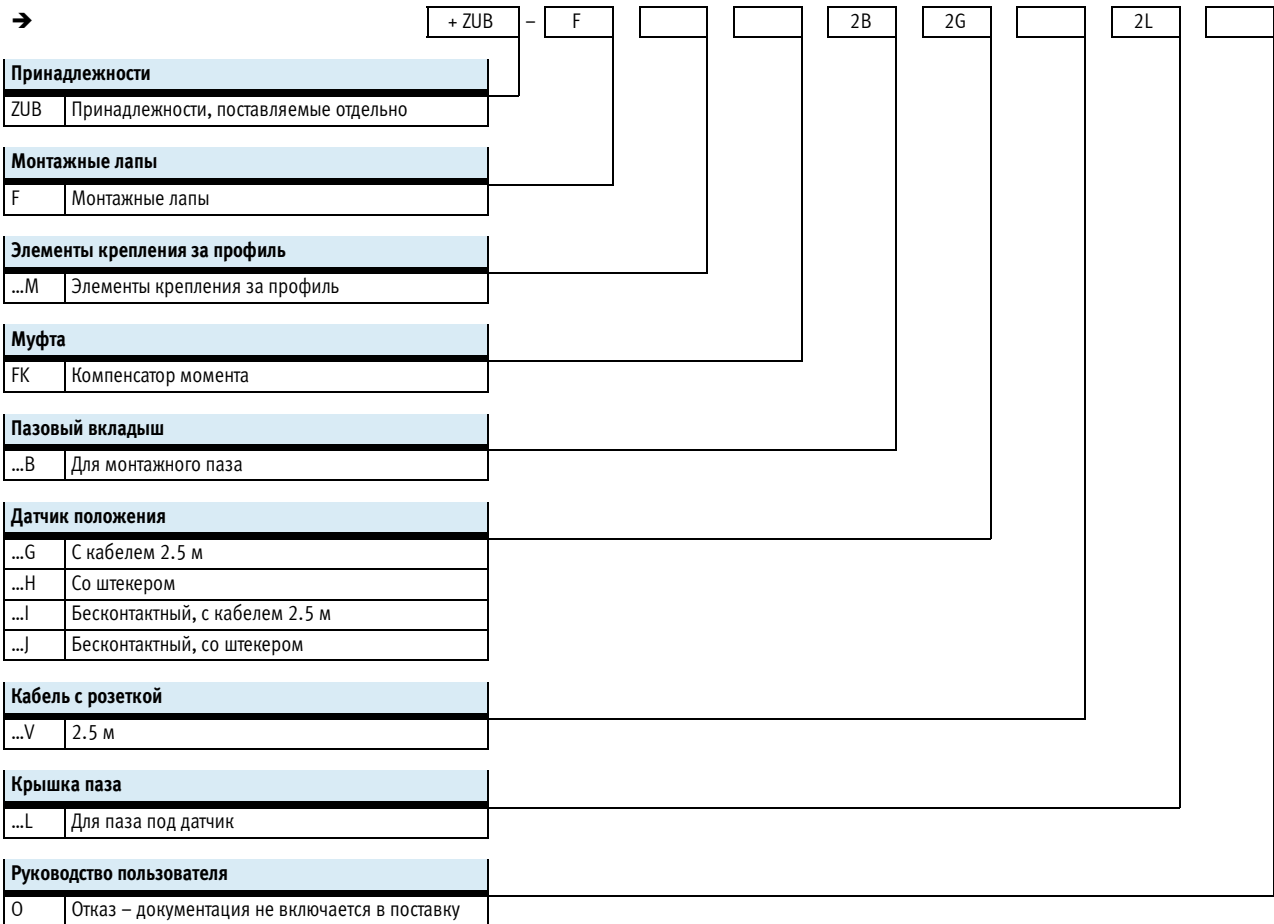 ➔ + ZUB – F 2B 2G 2L
Принадлежности
ZUB Принадлежности, поставляемые отдельно
Монтажные лапы
F Монтажные лапы
Элементы крепления за профиль
...M Элементы крепления за профиль
Муфта
FK Компенсатор момента
Пазовый вкладыш
...B Для монтажного паза
Датчик положения
...G С кабелем 2.5 м
...H Со штекером
...I Бесконтактный, с кабелем 2.5 м
...J Бесконтактный, со штекером
Кабель с розеткой
...V 2.5 м
Крышка паза
...L Для паза под датчик
Руководство пользователя
O Отказ – документация не включается в поставку